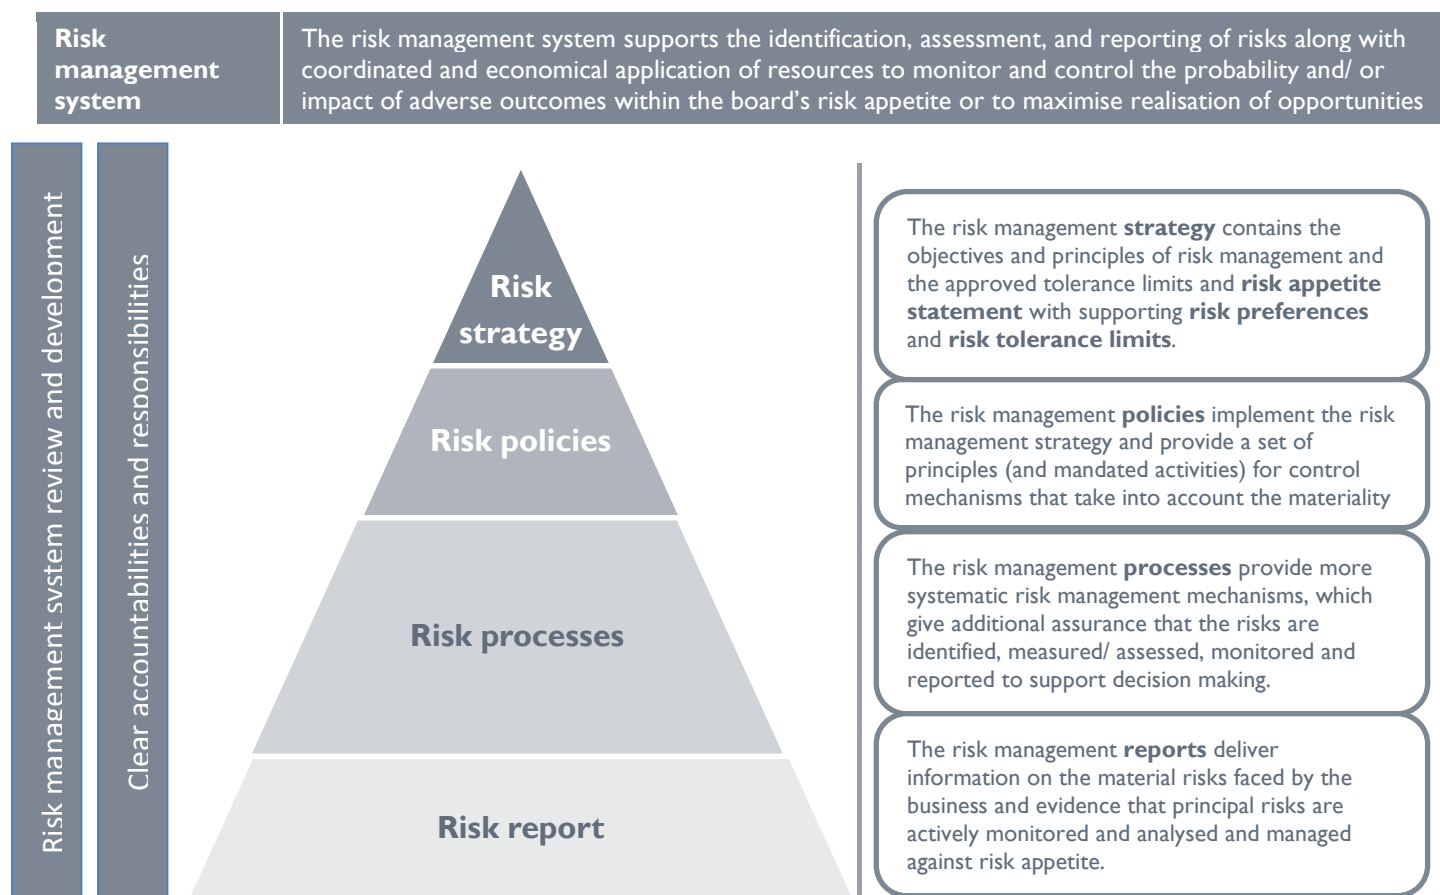 Risk
management
system
The risk management system supports the identification, assessment, and reporting of risks along with
coordinated and economical application of resources to monitor and control the probability and/ or
impact of adverse outcomes within the board's risk appetite or to maximise realisation of opportunities
Risk management system review and development
Clear accountabilities and responsibilities
Risk
strategy
The risk management strategy contains the
objectives and principles of risk management and
the approved tolerance limits and risk appetite
statement with supporting risk preferences
and risk tolerance limits.
Risk policies
The risk management policies implement the risk
management strategy and provide a set of
principles (and mandated activities) for control
mechanisms that take into account the materiality
Risk processes
The risk management processes provide more
systematic risk management mechanisms, which
give additional assurance that the risks are
identified, measured/ assessed, monitored and
reported to support decision making.
Risk report
The risk management reports deliver
information on the material risks faced by the
business and evidence that principal risks are
actively monitored and analysed and managed
against risk appetite.